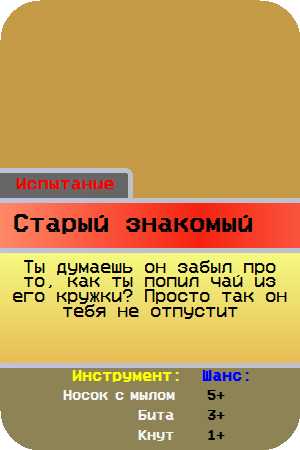 Испытание
Старый знакомый
Ты думаешь он забыл про
то, как ты попил чай из
его кружки? Просто так он
тебя не отпустит
Инструмент: Шанс:
Носок с мылом 5+
Бита 3+
Кнут 1+